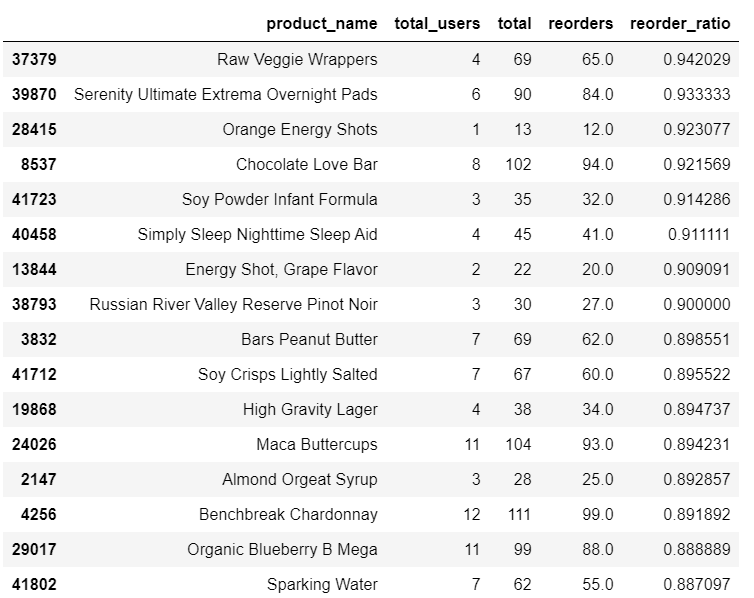 product_name total_users total reorders reorder_ratio
37379 Raw Veggie Wrappers 4 69 65.0 0.942029
39870 Serenity Ultimate Extrema Overnight Pads 6 90 84.0 0.933333
28415 Orange Energy Shots 1 13 12.0 0.923077
8537 Chocolate Love Bar 8 102 94.0 0.921569
41723 Soy Powder Infant Formula 3 35 32.0 0.914286
40458 Simply Sleep Nighttime Sleep Aid 4 45 41.0 0.911111
13844 Energy Shot, Grape Flavor 2 22 20.0 0.909091
38793 Russian River Valley Reserve Pinot Noir 3 30 27.0 0.900000
3832 Bars Peanut Butter 7 69 62.0 0.898551
41712 Soy Crisps Lightly Salted 7 67 60.0 0.895522
19868 High Gravity Lager 4 38 34.0 0.894737
24026 Maca Buttercups 11 104 93.0 0.894231
2147 Almond Orgeat Syrup 3 28 25.0 0.892857
4256 Benchbreak Chardonnay 12 111 99.0 0.891892
29017 Organic Blueberry B Mega 11 99 88.0 0.888889
41802 Sparking Water 7 62 55.0 0.887097